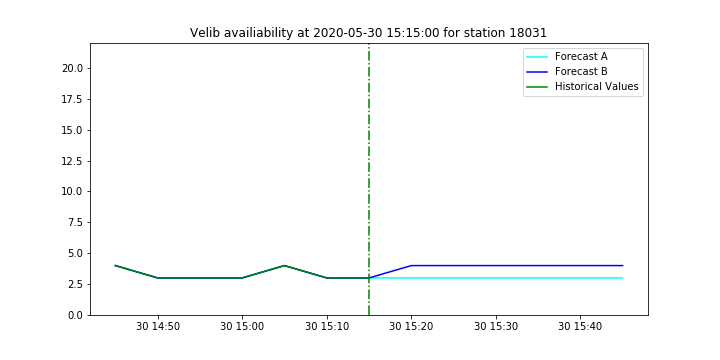 Velib availiability at 2020-05-30 15:15:00 for station 18031
Forecast A
Forecast B
Historical Values
20.0
17.5
15.0
12.5
10.0
7.5
5.0
2.5
0.0
30 14:50 30 15:00 30 15:10 30 15:20 30 15:30 30 15:40